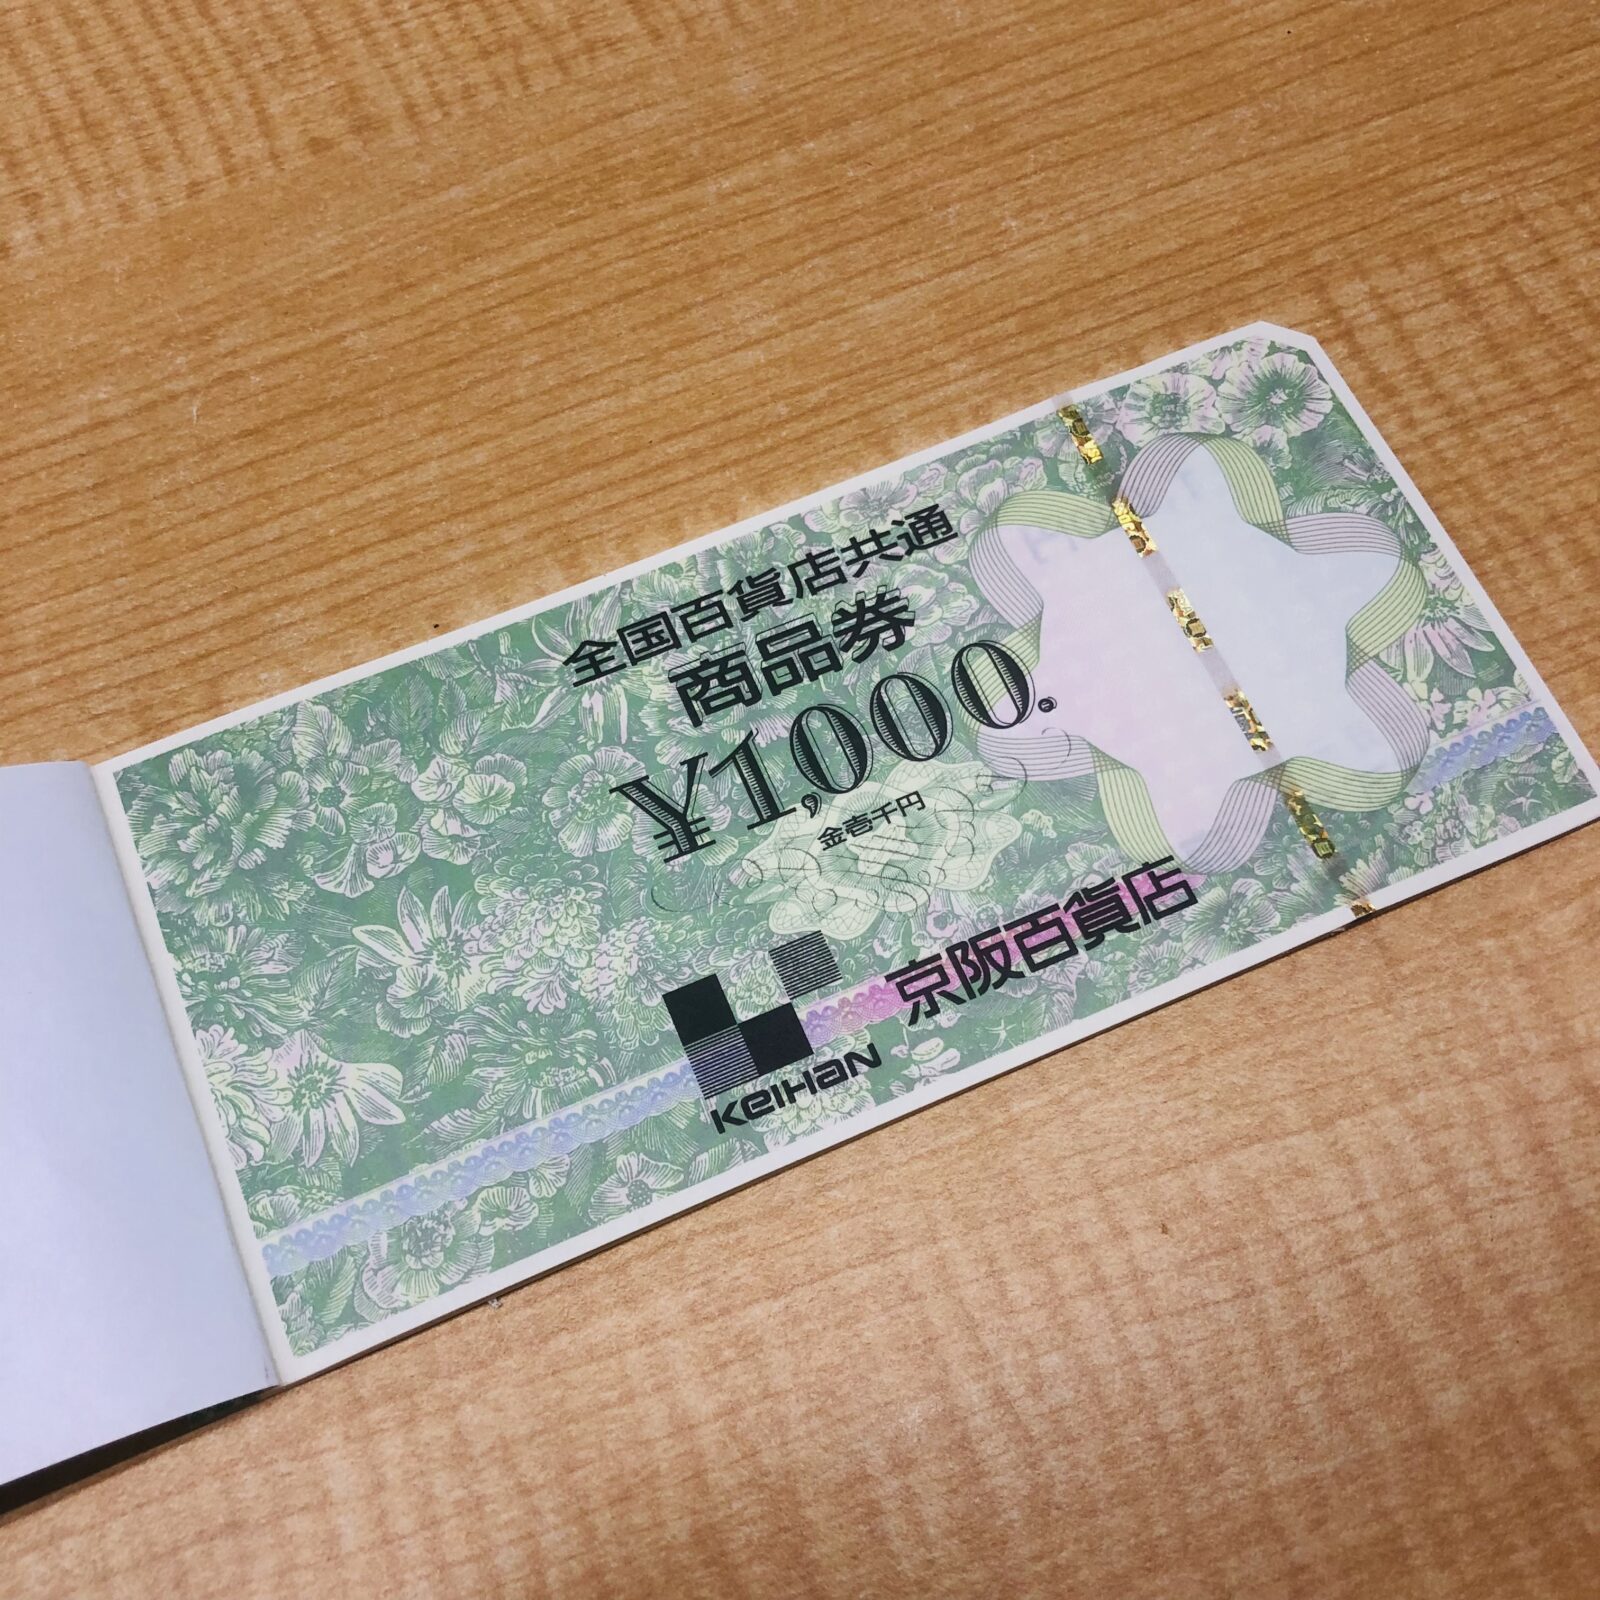 全国百貨店共通
商品券
¥1,000.
金壱千円
京阪百貨店
KEIHAN